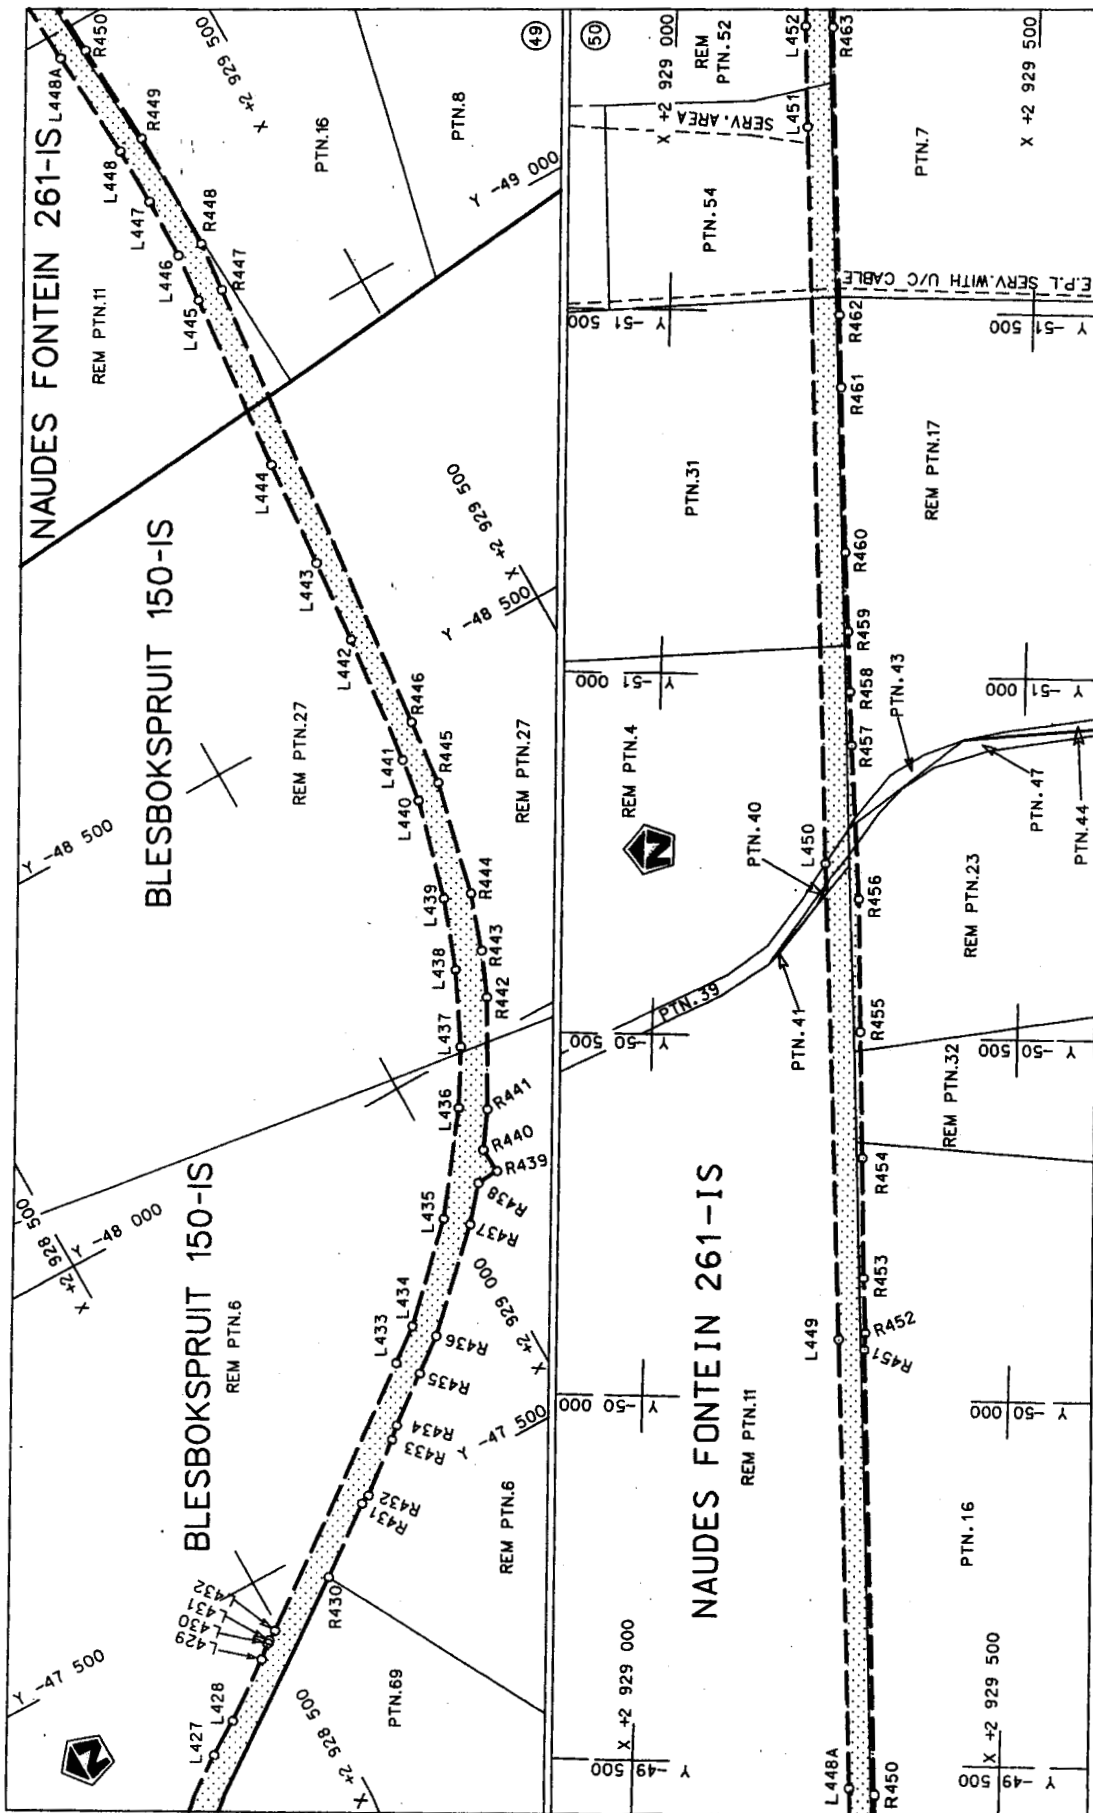 NAUDES FONTEIN 261-IS
L448A
R450
REM PTN.11
L448
R449
L447
L446
L445
R448
R447
X +2 929 500
PTN.16
PTN.8
Y -49 000
49
BLESBOKSPRUIT 150-IS
L444
L443
L442
X +2 929 500
Y -48 500
REM PTN.27
R446
L441
R445
L440
Y -48 500
REM PTN.27
L439
R444
L438
R443
R442
L437
L436
R441
R440
R439
R438
R437
X +2 928 500
Y -48 000
BLESBOKSPRUIT 150-IS
REM PTN.6
L435
L434
L433
X +2 929 000
R436
R435
R434
R433
Y -47 500
R432
R431
REM PTN.6
L432
L431
L430
L429
R430
Y -47 500
L428
L427
X +2 928 500
PTN.69
N
50
X +2 929 000
REM
PTN.52
L452
R463
L451
SERV.AREA
X +2 929 500
PTN.54
PTN.7
E.P.L SERV.WITH U/C CABLE
Y -51 500
R462
Y -51 500
R461
PTN.31
REM PTN.17
R460
R459
Y -51 000
R458
PTN.43
Y -51 000
R457
REM PTN.4
N
PTN.40
L450
PTN.47
PTN.44
R456
REM PTN.23
PTN.39
PTN.41
Y -50 500
R455
Y -50 500
REM PTN.32
R454
NAUDES FONTEIN 261-IS
REM PTN.11
R453
L449
R452
R451
Y -50 000
Y -50 000
PTN.16
X +2 929 000
X +2 929 500
Y -49 500
L448A
R450
Y -49 500